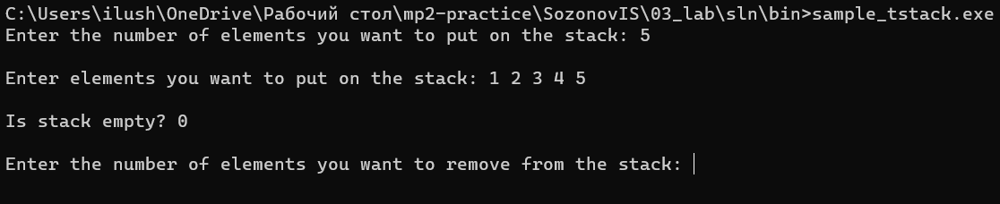 C:\Users\ilush\OneDrive\Рабочий стол\mp2-practice\SozonovIS\03_lab\sln\bin>sample_tstack.exe
Enter the number of elements you want to put on the stack: 5
Enter elements you want to put on the stack: 1 2 3 4 5
Is stack empty? 0
Enter the number of elements you want to remove from the stack: